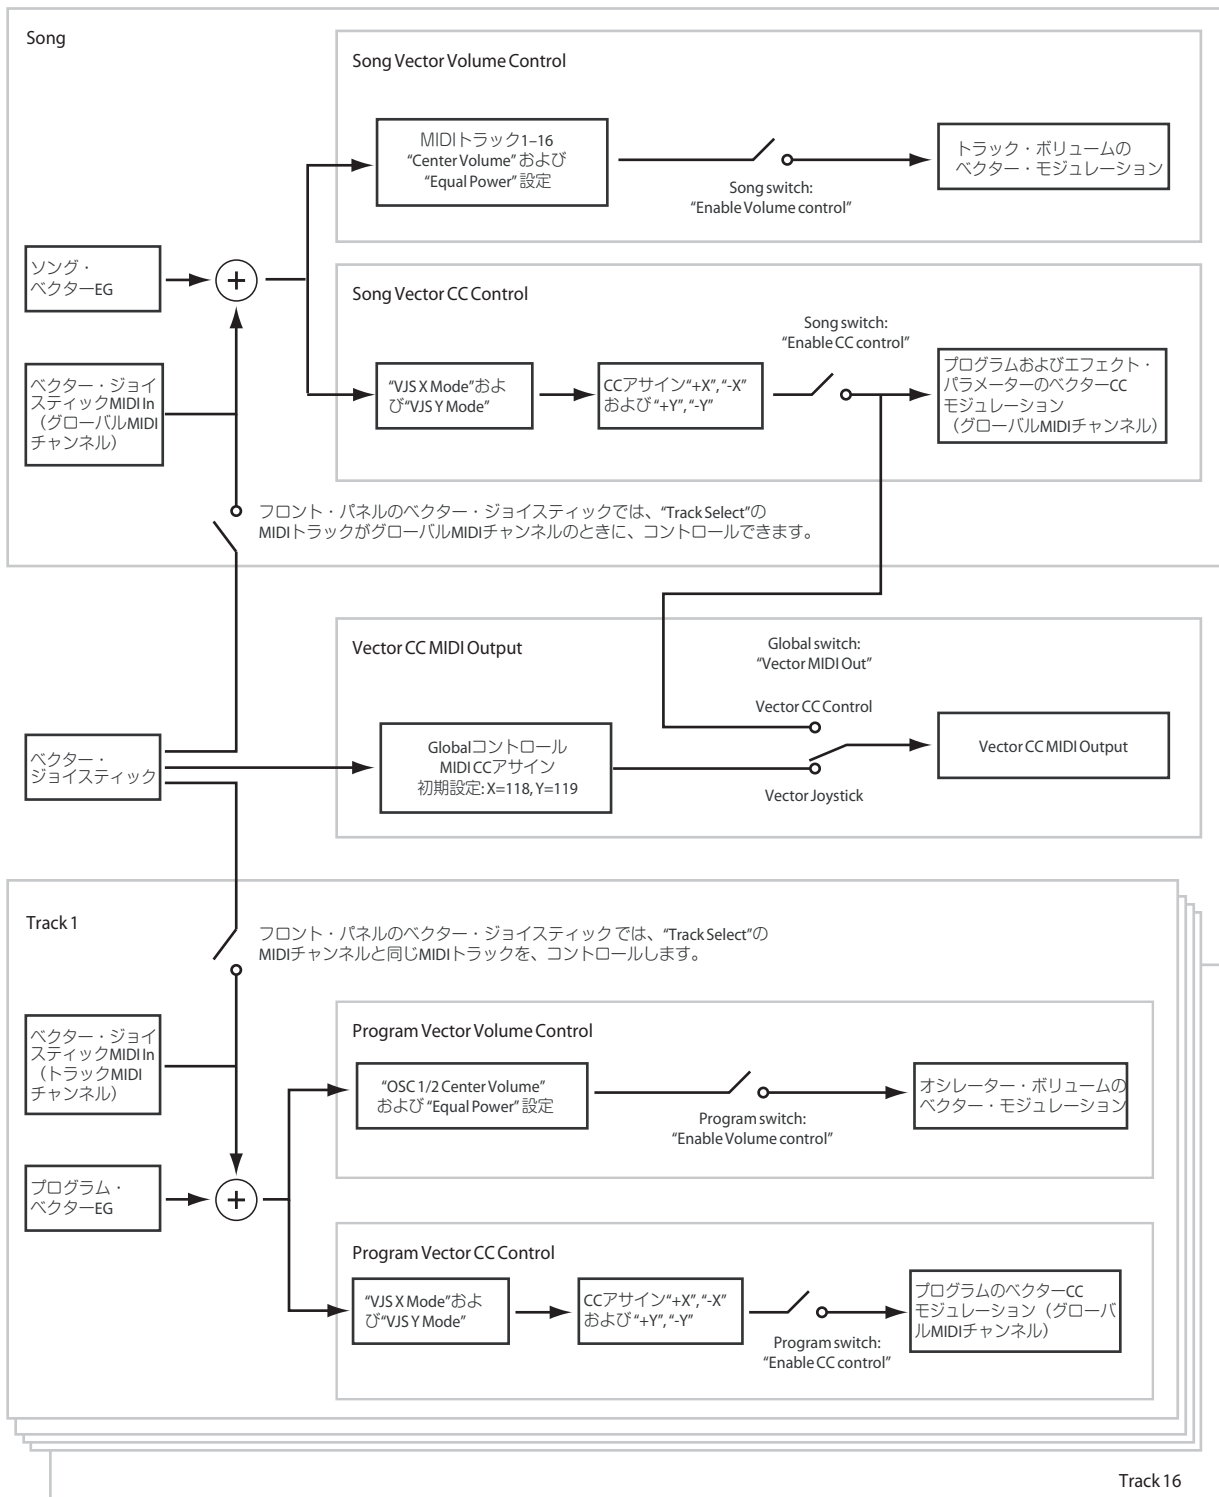 Song
Song Vector Volume Control
MIDIトラック1–16
“Center Volume” および
“Equal Power” 設定
Song switch:
“Enable Volume control”
トラック・ボリュームの
ベクター・モジュレーション
ソング・
ベクターEG
Song Vector CC Control
Song switch:
“Enable CC control”
ベクター・ジョイ
スティックMIDI In
（グローバルMIDI
チャンネル）
“VJS X Mode”およ
び“VJS Y Mode”
CCアサイン“+X”, “-X”
および “+Y”, “-Y”
プログラムおよびエフェクト・
パラメーターのベクターCC
モジュレーション
（グローバルMIDIチャンネル）
フロント・パネルのベクター・ジョイスティックでは、“Track Select”の
MIDIトラックがグローバルMIDIチャンネルのときに、コントロールできます。
Vector CC MIDI Output
Global switch:
“Vector MIDI Out”
Vector CC Control
ベクター・
ジョイスティック
Globalコントロール
MIDI CCアサイン
初期設定: X=118, Y=119
Vector Joystick
Vector CC MIDI Output
Track 1
フロント・パネルのベクター・ジョイスティック では、“Track Select”の
MIDIチャンネルと同じMIDIトラックを、コントロールします。
ベクター・ジョイ
スティックMIDI In
（トラックMIDI
チャンネル）
Program Vector Volume Control
“OSC 1/2 Center Volume”
および “Equal Power” 設定
Program switch:
“Enable Volume control”
オシレーター・ボリュームの
ベクター・モジュレーション
プログラム・
ベクターEG
Program Vector CC Control
“VJS X Mode”およ
び“VJS Y Mode”
CCアサイン“+X”, “-X”
および “+Y”, “-Y”
Program switch:
“Enable CC control”
プログラムのベクターCC
モジュレーション（グローバ
ルMIDIチャンネル）
Track 16